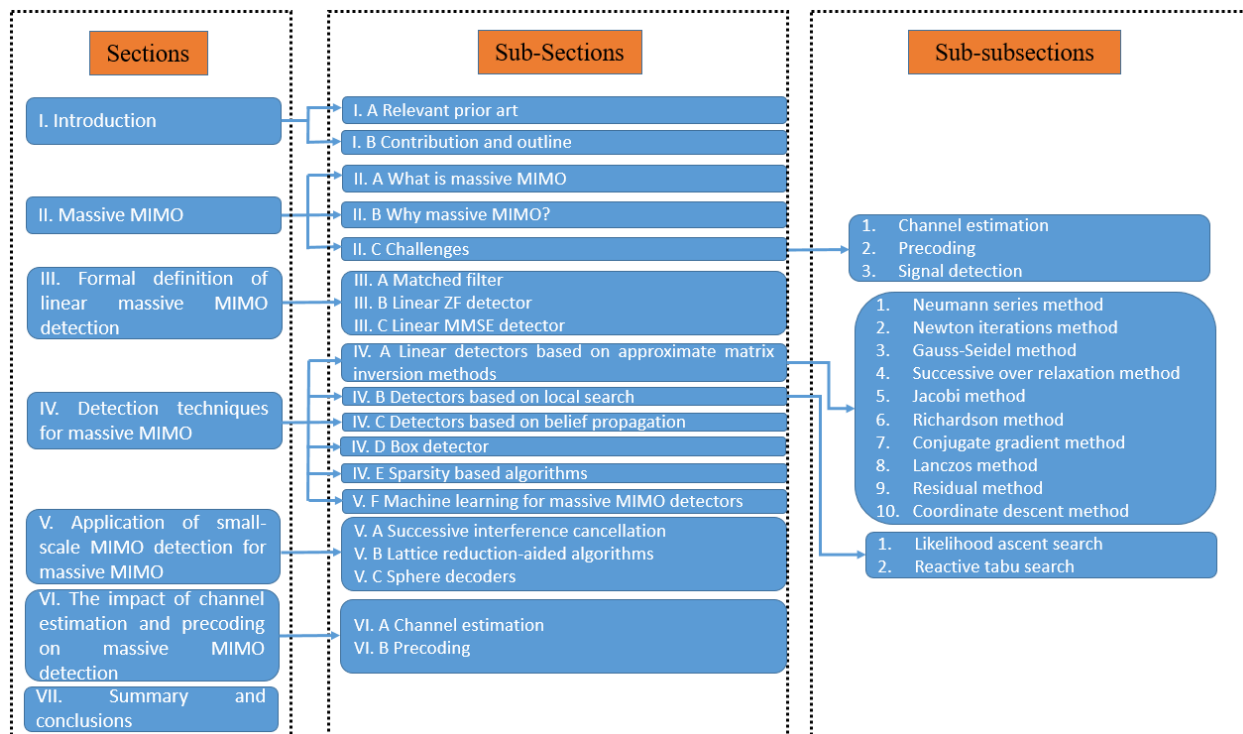 Sections
I. Introduction
II. Massive MIMO
III. Formal definition of
linear massive MIMO
detection
IV. Detection techniques
for massive MIMO
V. Application of small-
scale MIMO detection for
massive MIMO
VI. The impact of channel
estimation and precoding
on massive MIMO
detection
VII. Summary and
conclusions
Sub-Sections
I. A Relevant prior art
I. B Contribution and outline
II. A What is massive MIMO
II. B Why massive MIMO?
II. C Challenges
III. A Matched filter
III. B Linear ZF detector
III. C Linear MMSE detector
IV. A Linear detectors based on approximate matrix
inversion methods
IV. B Detectors based on local search
IV. C Detectors based on belief propagation
IV. D Box detector
IV. E Sparsity based algorithms
V. F Machine learning for massive MIMO detectors
V. A Successive interference cancellation
V. B Lattice reduction-aided algorithms
V. C Sphere decoders
VI. A Channel estimation
VI. B Precoding
Sub-subsections
1. Channel estimation
2. Precoding
3. Signal detection
1. Neumann series method
2. Newton iterations method
3. Gauss-Seidel method
4. Successive over relaxation method
5. Jacobi method
6. Richardson method
7. Conjugate gradient method
8. Lanczos method
9. Residual method
10. Coordinate descent method
1. Likelihood ascent search
2. Reactive tabu search